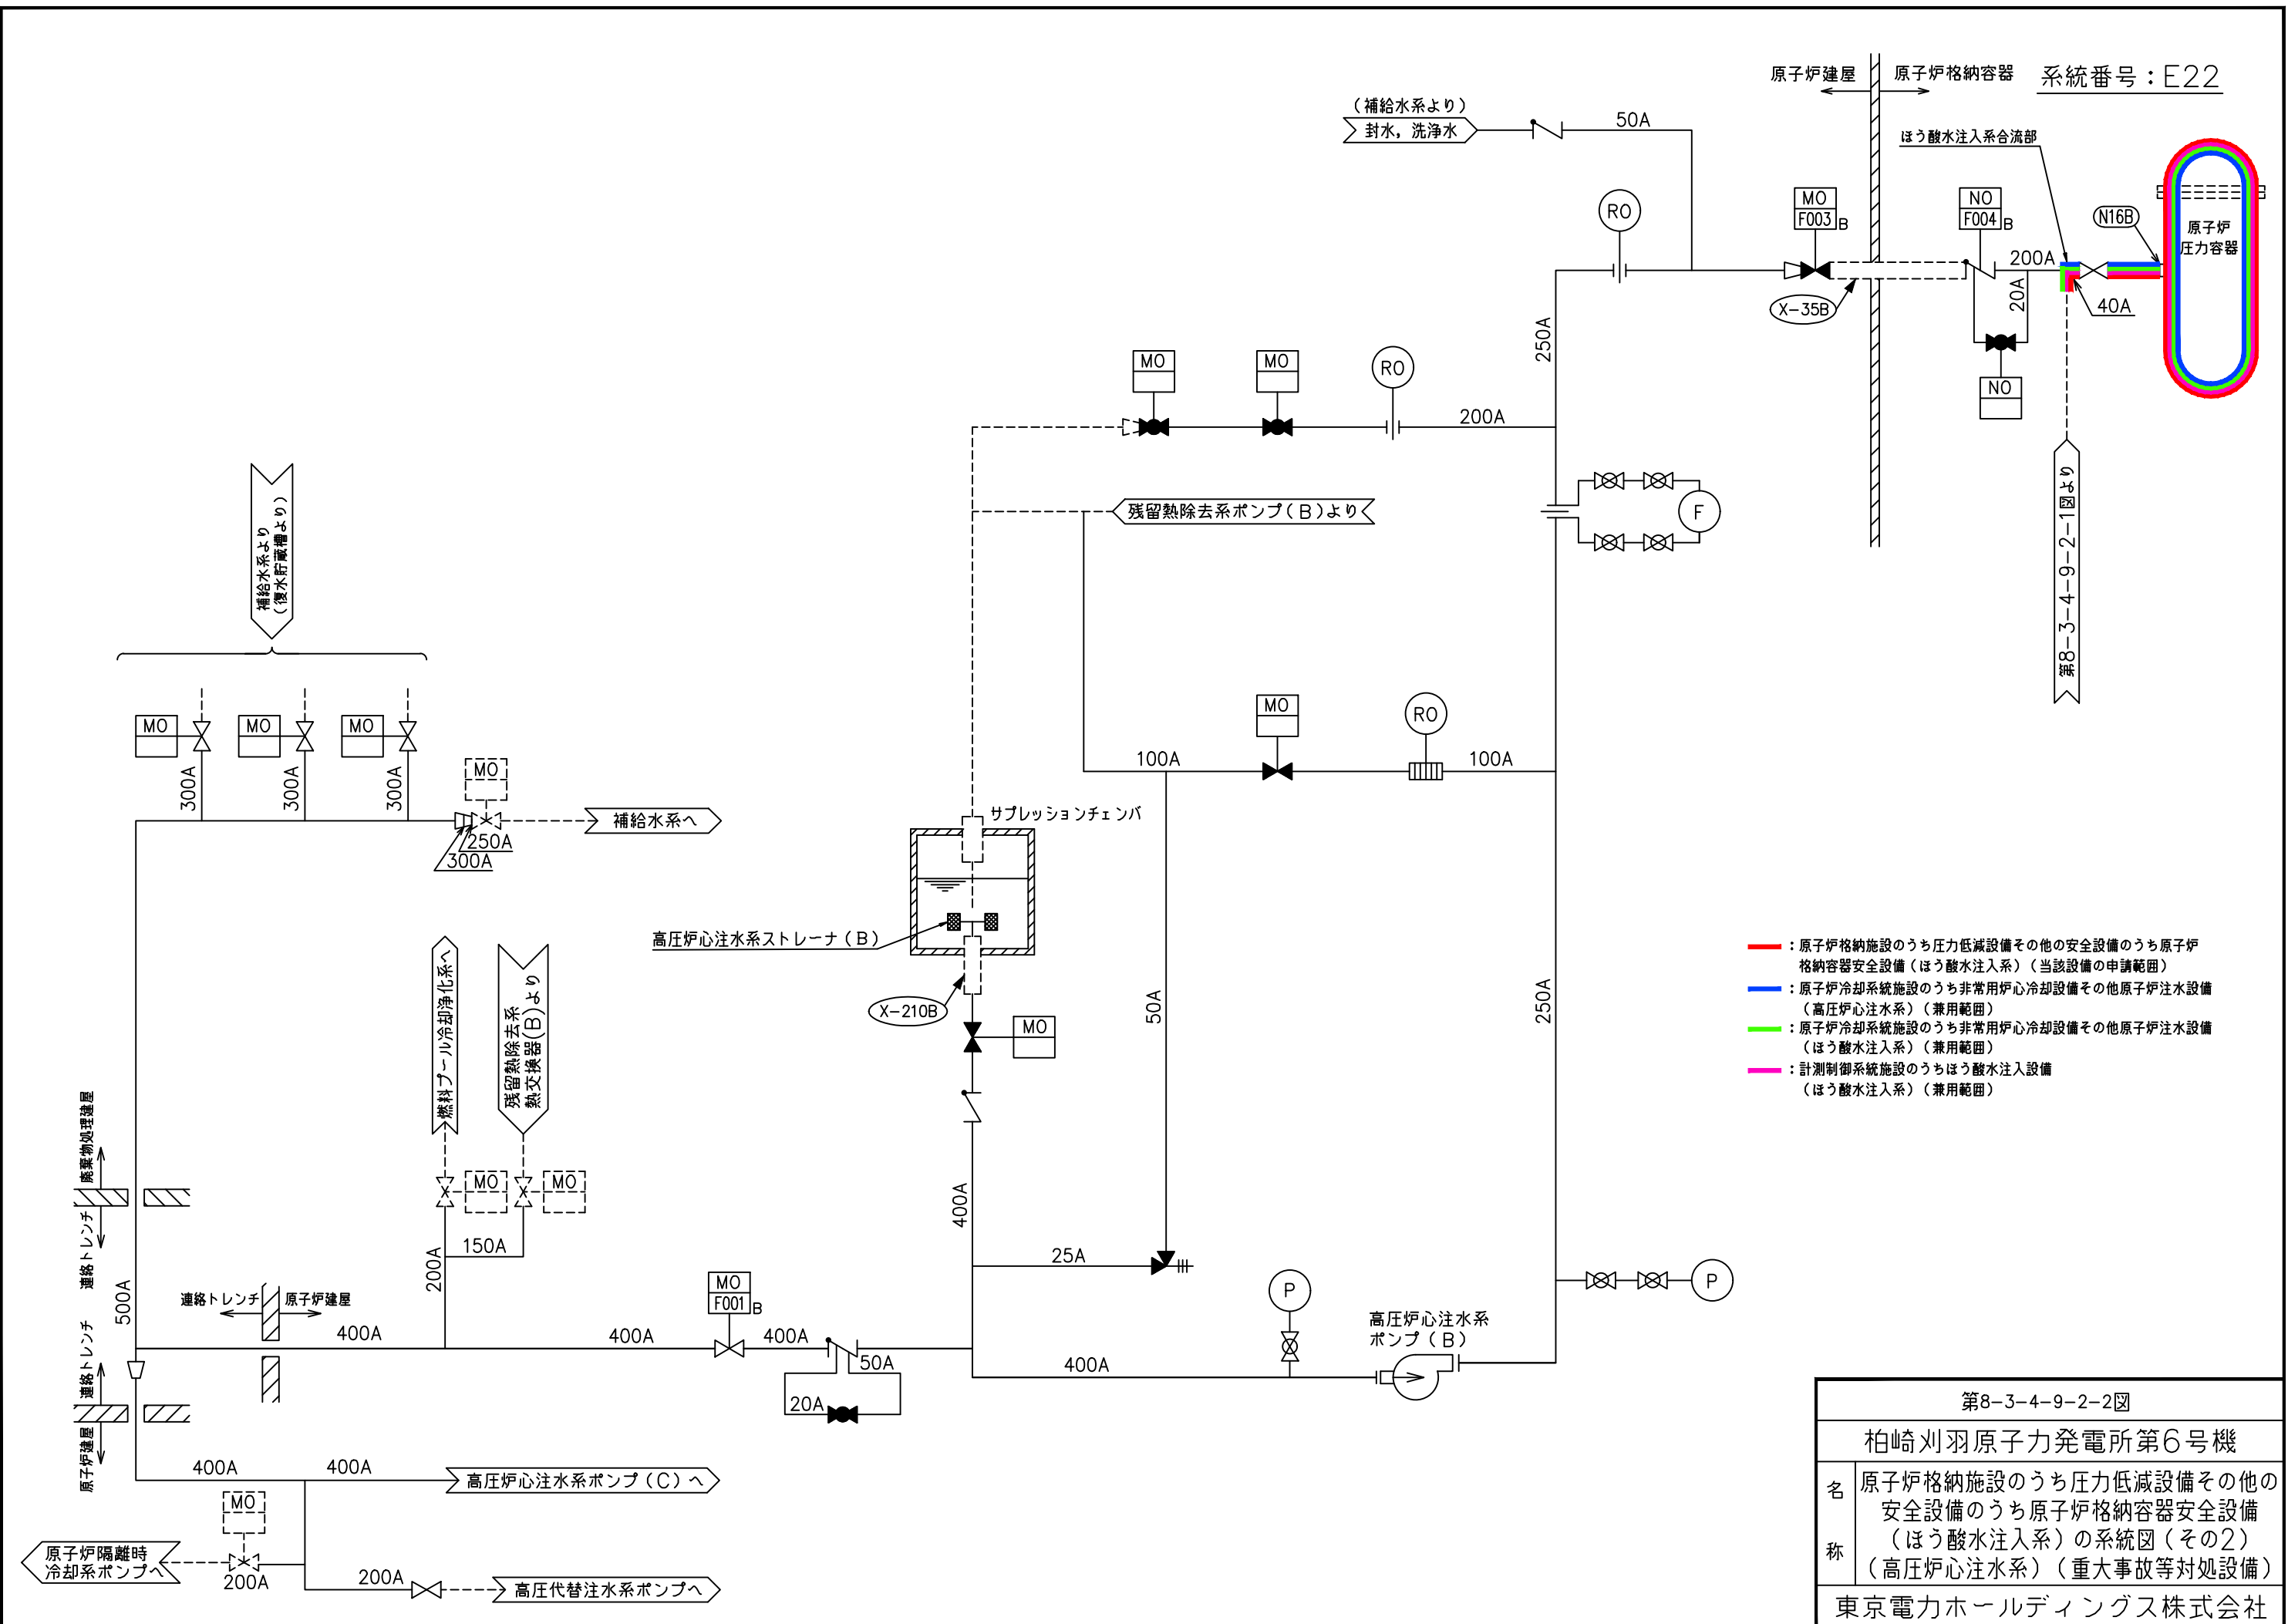 系統番号：E22
原子炉建屋
原子炉格納容器
（補給水系より）
封水，洗浄水
50A
ほう酸水注入系合流部
RO
MO
F003
B
NO
F004
B
N16B
原子炉
圧力容器
200A
20A
40A
X-35B
NO
250A
MO
MO
RO
200A
第8-3-4-9-2-1図より
残留熱除去系ポンプ（B）より
F
補給水系より
（復水貯蔵槽より）
MO
MO
MO
300A
300A
300A
MO
250A
300A
補給水系へ
MO
RO
100A
100A
サプレッションチェンバ
高圧炉心注水系ストレーナ（B）
X-210B
MO
50A
250A
燃料プール冷却浄化系へ
残留熱除去系
熱交換器(B)より
：原子炉格納施設のうち圧力低減設備その他の安全設備のうち原子炉
格納容器安全設備（ほう酸水注入系）（当該設備の申請範囲）
：原子炉冷却系統施設のうち非常用炉心冷却設備その他原子炉注水設備
（高圧炉心注水系）（兼用範囲）
：原子炉冷却系統施設のうち非常用炉心冷却設備その他原子炉注水設備
（ほう酸水注入系）（兼用範囲）
：計測制御系統施設のうちほう酸水注入設備
（ほう酸水注入系）（兼用範囲）
廃棄物処理建屋
連絡トレンチ
MO
MO
150A
200A
400A
25A
500A
連絡トレンチ
原子炉建屋
400A
400A
MO
F001
B
400A
50A
20A
400A
P
高圧炉心注水系
ポンプ（B）
P
連絡トレンチ
原子炉建屋
400A
400A
高圧炉心注水系ポンプ（C）へ
MO
原子炉隔離時
冷却系ポンプへ
200A
200A
高圧代替注水系ポンプへ
第8-3-4-9-2-2図
柏崎刈羽原子力発電所第6号機
名称
原子炉格納施設のうち圧力低減設備その他の
安全設備のうち原子炉格納容器安全設備
（ほう酸水注入系）の系統図（その2）
（高圧炉心注水系）（重大事故等対処設備）
東京電力ホールディングス株式会社